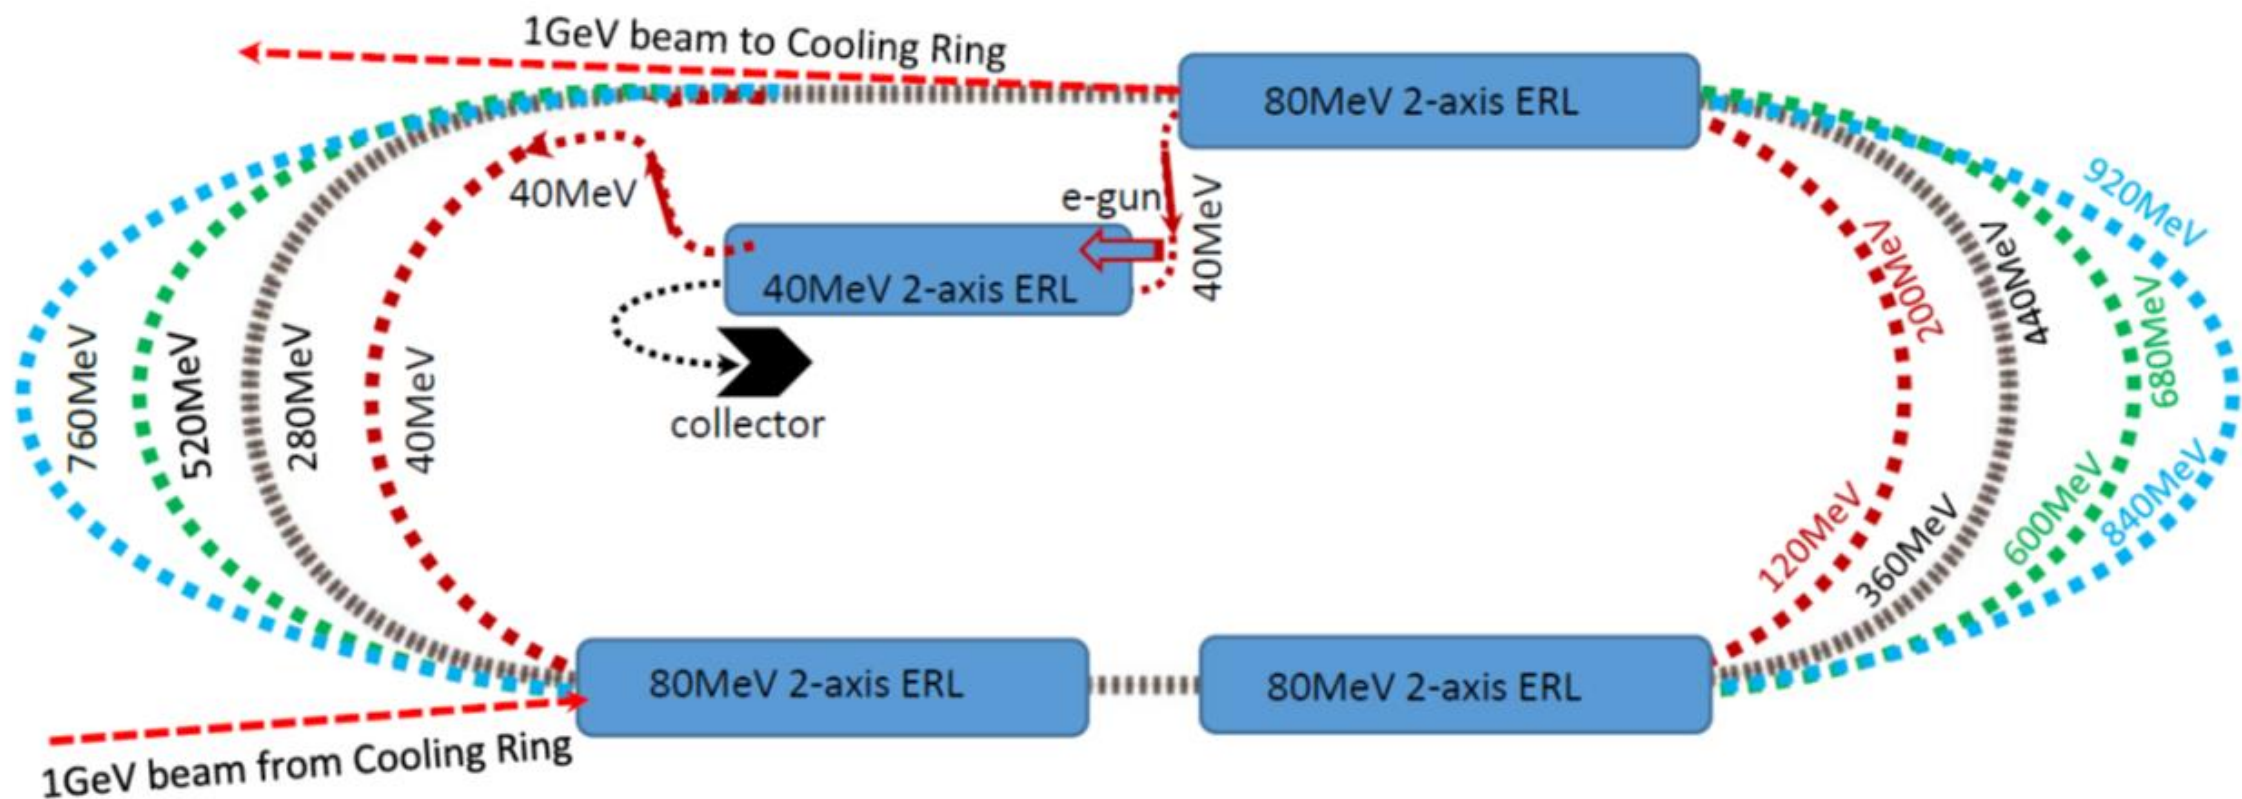 1GeV beam to Cooling Ring
80MeV 2-axis ERL
40MeV
e-gun
40MeV
40MeV 2-axis ERL
collector
760MeV
520MeV
280MeV
40MeV
200MeV
440MeV
920MeV
680MeV
120MeV
360MeV
600MeV
840MeV
80MeV 2-axis ERL
80MeV 2-axis ERL
1GeV beam from Cooling Ring